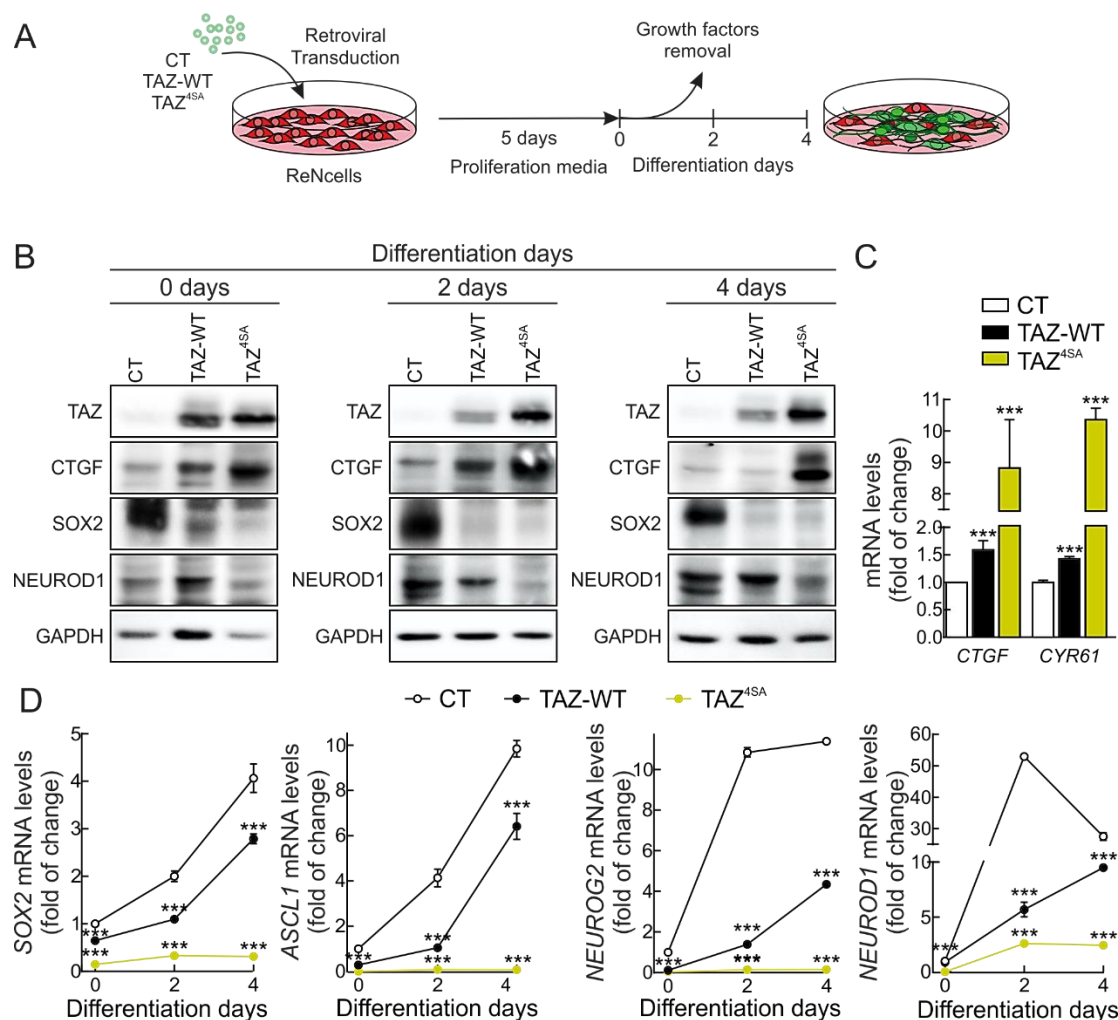 A
CT
TAZ-WT
TAZ4SA
Retroviral
Transduction
ReNcells
5 days
Proliferation media
Growth factors
removal
0 2 4
Differentiation days
B
Differentiation days
0 days 2 days 4 days
CT TAZ-WT TAZ4SA CT TAZ-WT TAZ4SA CT TAZ-WT TAZ4SA
TAZ TAZ TAZ
CTGF CTGF CTGF
SOX2 SOX2 SOX2
NEUROD1 NEUROD1 NEUROD1
GAPDH GAPDH GAPDH
C
CT
TAZ-WT
TAZ4SA
mRNA levels
(fold of change)
11
10
9
8
2.0
1.5
1.0
0.5
0.0
*** ***
*** ***
CTGF CYR61
D
CT TAZ-WT TAZ4SA
SOX2 mRNA levels
(fold of change)
5
4
3
2
1
0
***
***
*** *** ***
***
0 2 4
Differentiation days
ASCL1 mRNA levels
(fold of change)
10
8
6
4
2
0
***
***
*** *** ***
0 2 4
Differentiation days
NEUROG2 mRNA levels
(fold of change)
10
8
6
4
2
0
***
***
*** *** ***
0 2 4
Differentiation days
NEUROD1 mRNA levels
(fold of change)
60
50
40
30
10
5
0
***
***
*** *** ***
0 2 4
Differentiation days